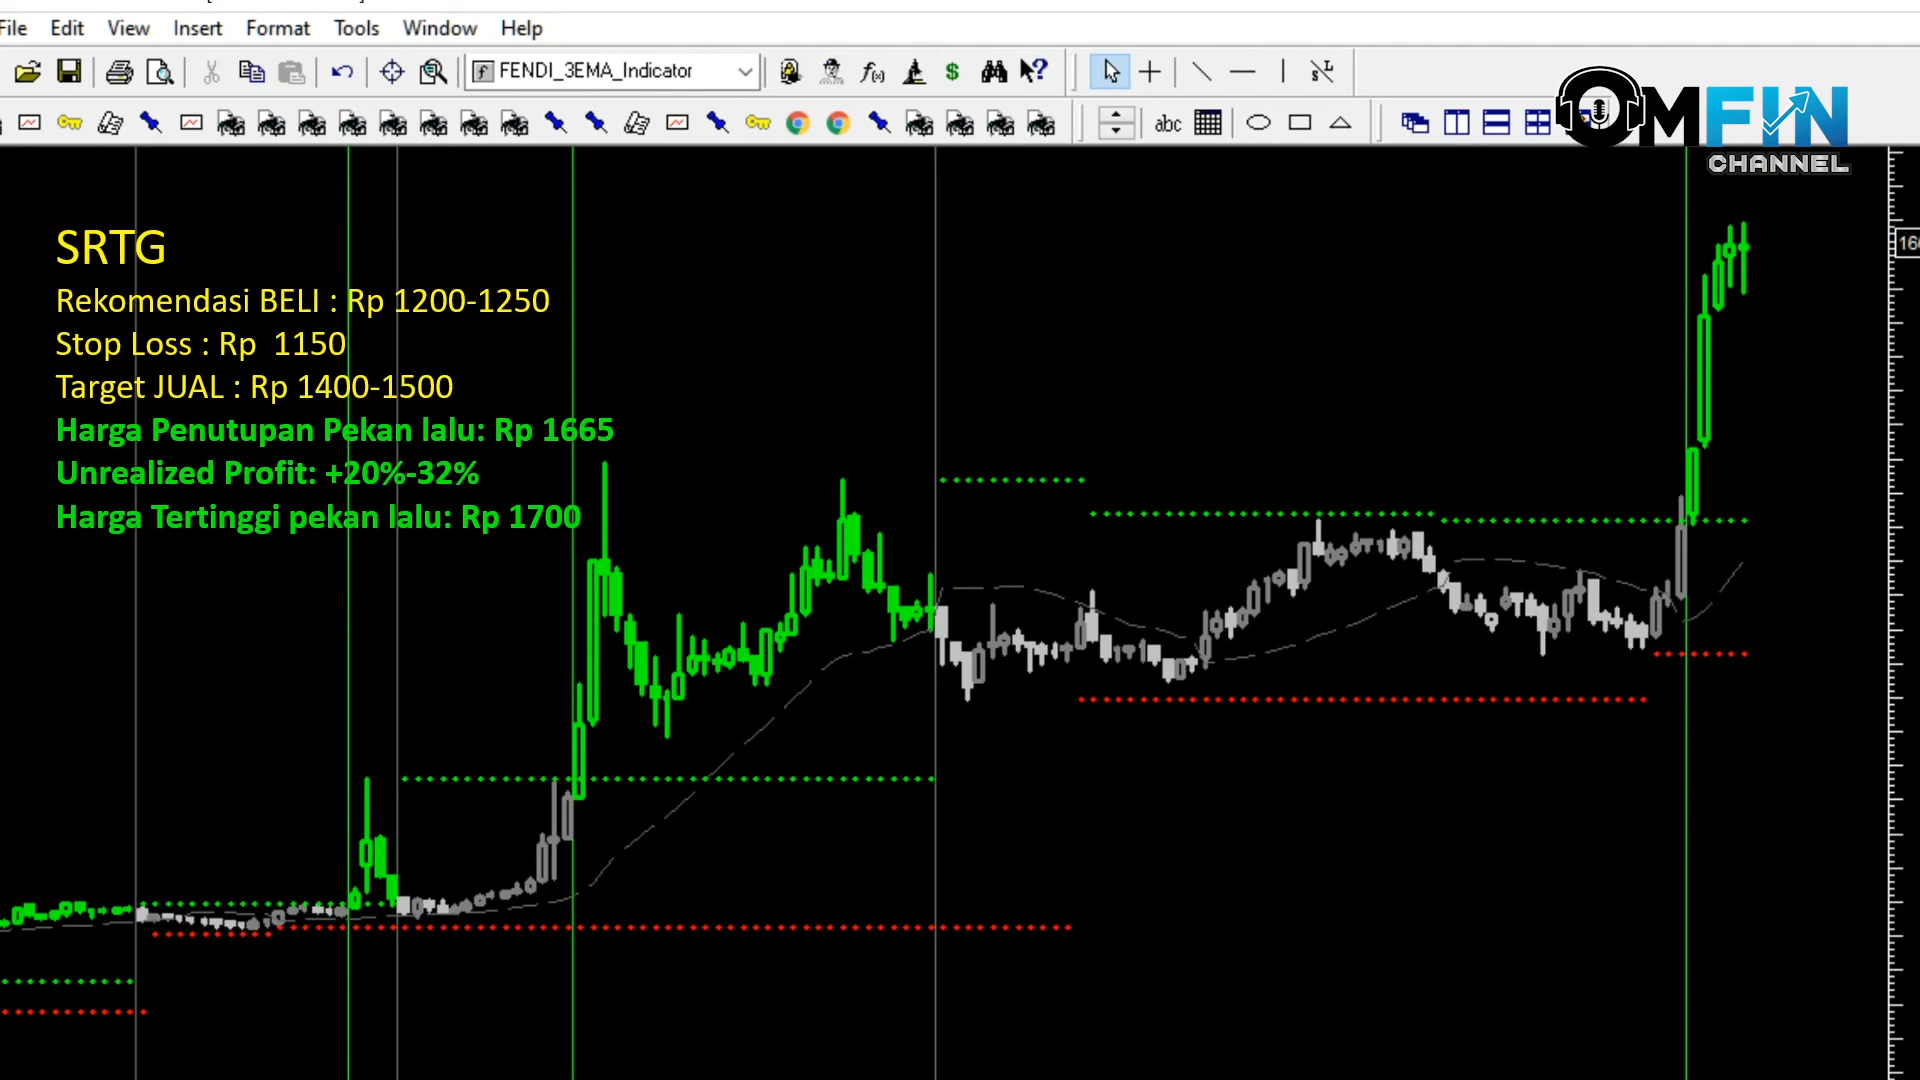 File Edit View Insert Format Tools Window Help
FENDI_3EMA_Indicator
abc
OMFIN
CHANNEL
SRTG
Rekomendasi BELI : Rp 1200-1250
Stop Loss : Rp 1150
Target JUAL : Rp 1400-1500
Harga Penutupan Pekan lalu: Rp 1665
Unrealized Profit: +20%-32%
Harga Tertinggi pekan lalu: Rp 1700